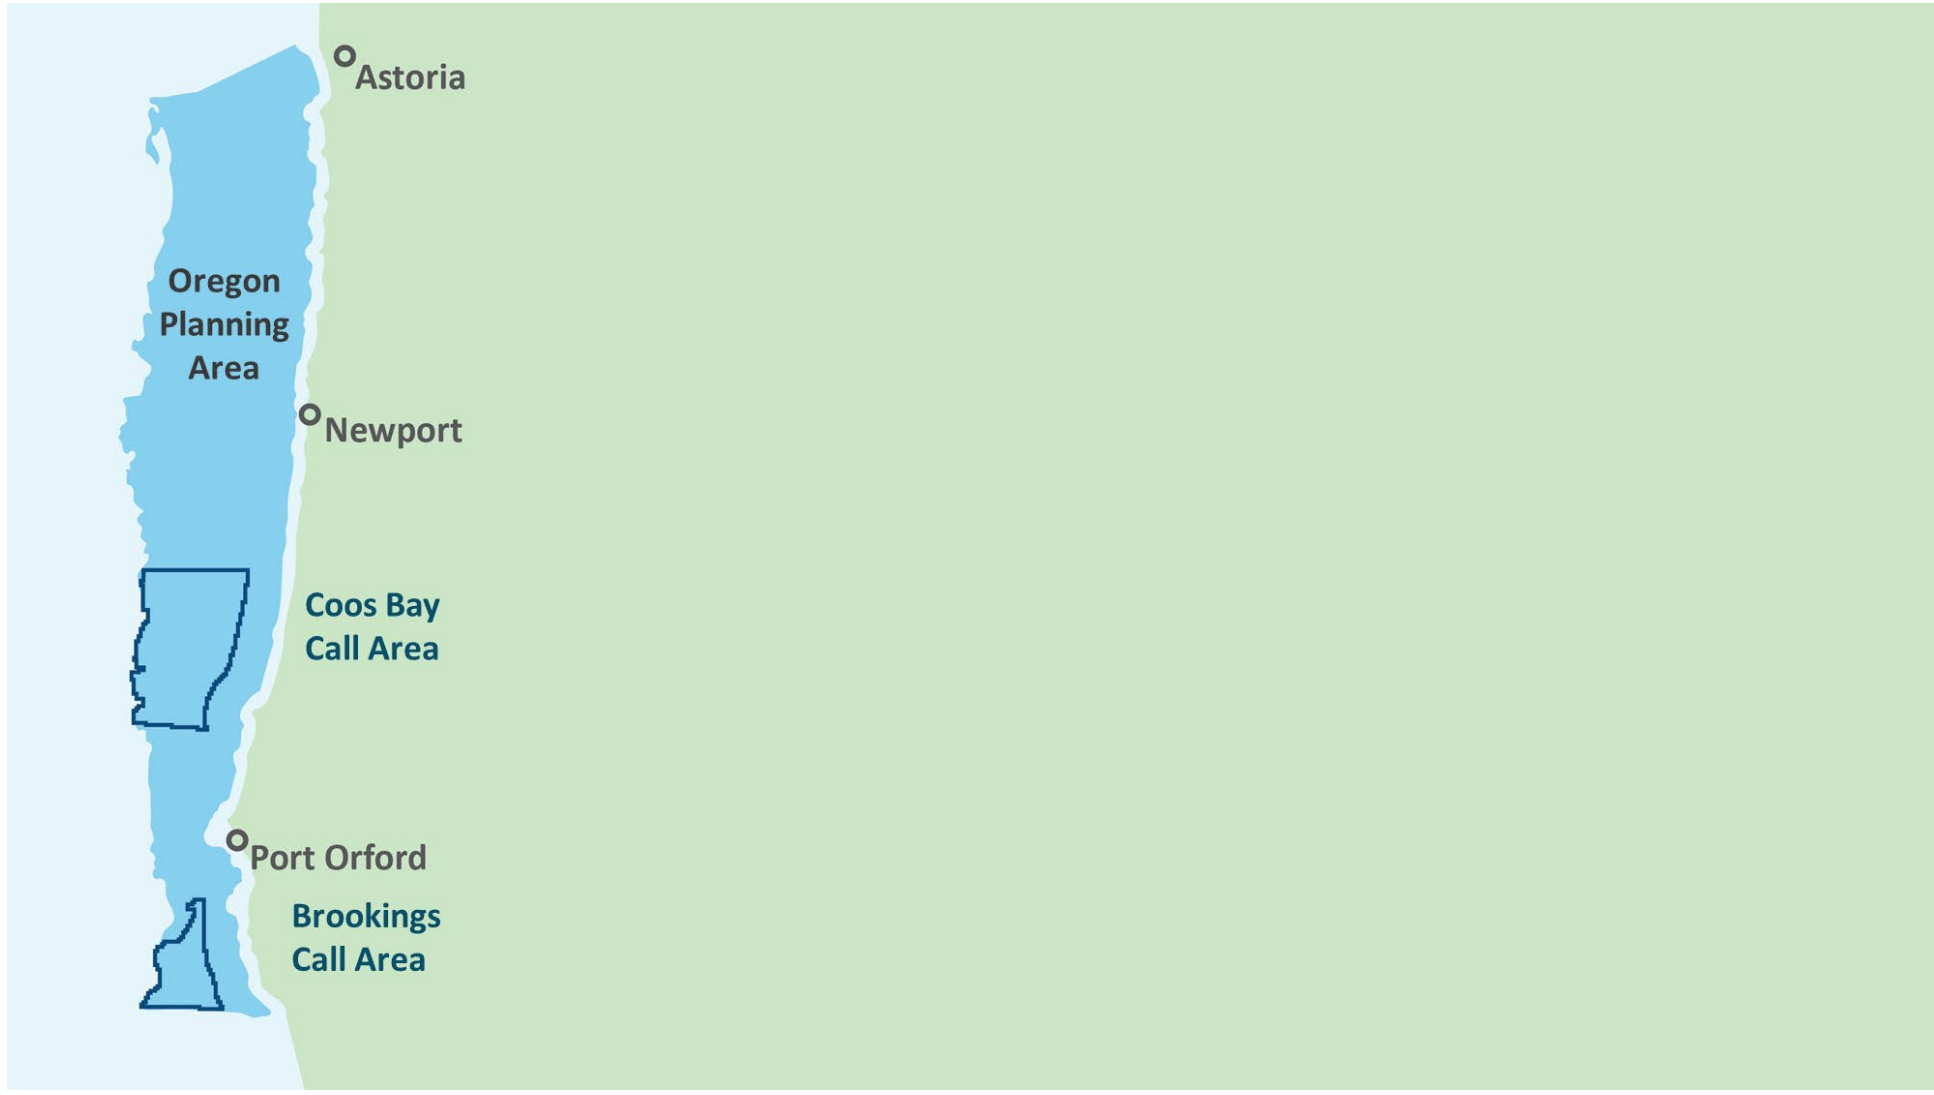 Astoria
Oregon
Planning
Area
Newport
Coos Bay
Call Area
Port Orford
Brookings
Call Area